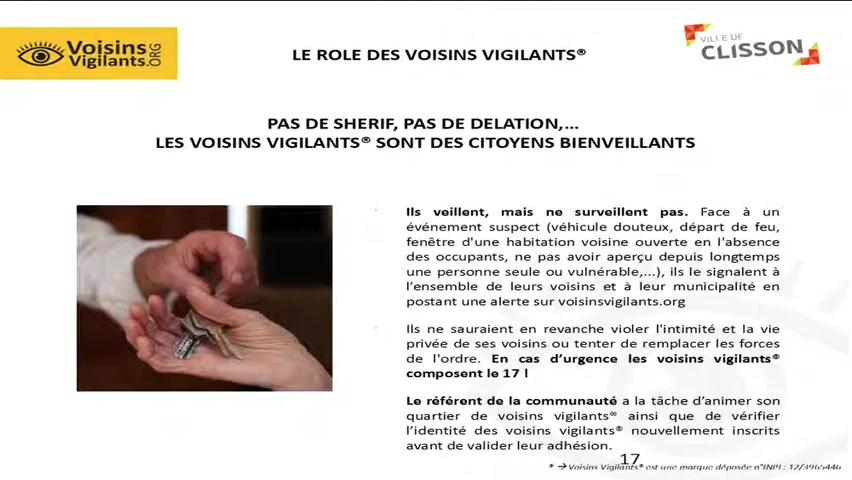 Voisins
Vigilants.ORG
LE ROLE DES VOISINS VIGILANTS®
VILLE DE
CLISSON
PAS DE SHERIF, PAS DE DELATION,...
LES VOISINS VIGILANTS® SONT DES CITOYENS BIENVEILLANTS
Ils veillent, mais ne surveillent pas. Face à un
événement suspect (véhicule douteux, départ de feu,
fenêtre d'une habitation voisine ouverte en l'absence
des occupants, ne pas avoir aperçu depuis longtemps
une personne seule ou vulnérable,...), ils le signalent à
l'ensemble de leurs voisins et à leur municipalité en
postant une alerte sur voisinsvigilants.org
Ils ne sauraient en revanche violer l'intimité et la vie
privée de ses voisins ou tenter de remplacer les forces
de l'ordre. En cas d'urgence les voisins vigilants®
composent le 17 !
Le référent de la communauté a la tâche d'animer son
quartier de voisins vigilants® ainsi que de vérifier
l'identité des voisins vigilants® nouvellement inscrits
avant de valider leur adhésion.
17
® → Voisins Vigilants® est une marque déposée n°INPI : 12/3965446